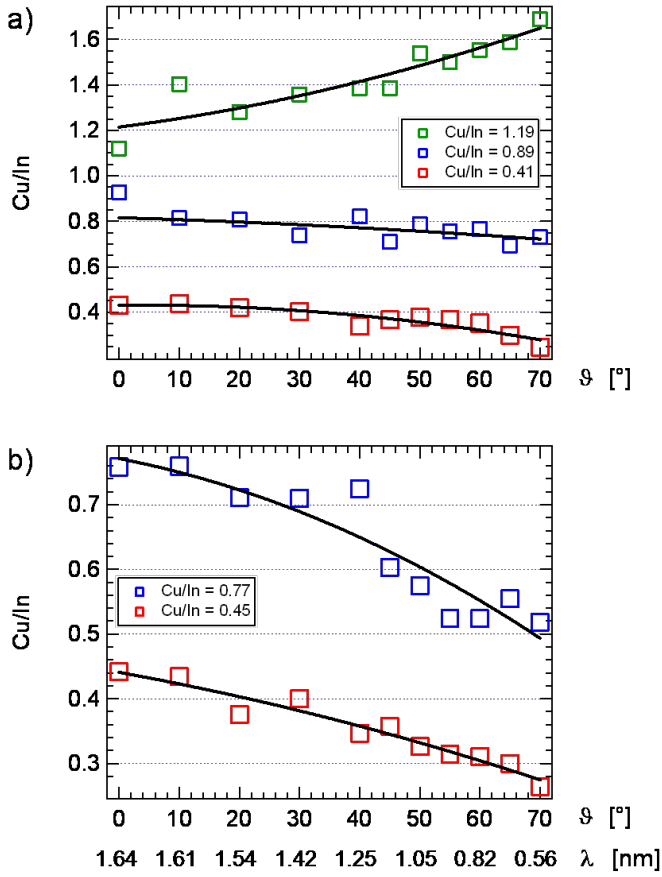 a)
1.6
1.4
1.2
1.0
0.8
0.6
0.4
Cu/In
Cu/In = 1.19
Cu/In = 0.89
Cu/In = 0.41
0 10 20 30 40 50 60 70 ϑ [°]
b)
0.7
0.6
0.5
0.4
0.3
Cu/In
Cu/In = 0.77
Cu/In = 0.45
0 10 20 30 40 50 60 70 ϑ [°]
1.64 1.61 1.54 1.42 1.25 1.05 0.82 0.56 λ [nm]